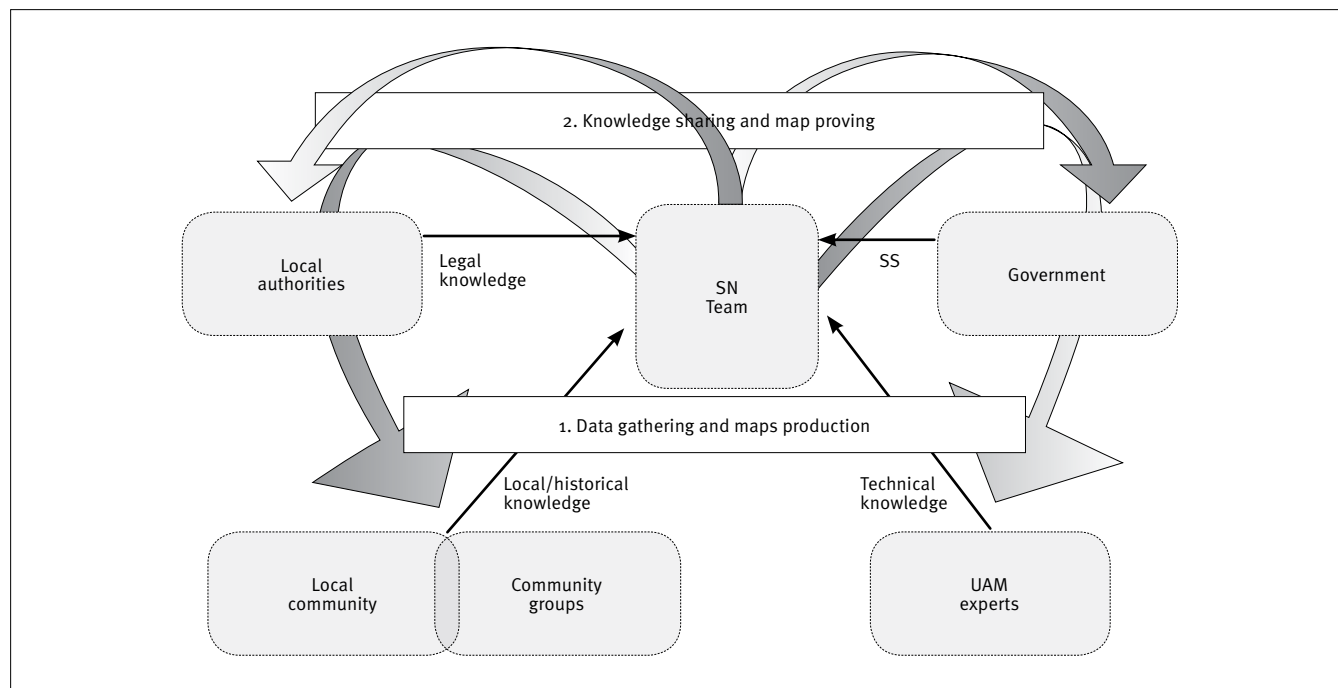 2. Knowledge sharing and map proving
Local
authorities
Legal
knowledge
SN
Team
SS
Government
1. Data gathering and maps production
Local/historical
knowledge
Technical
knowledge
Local
community
Community
groups
UAM
experts